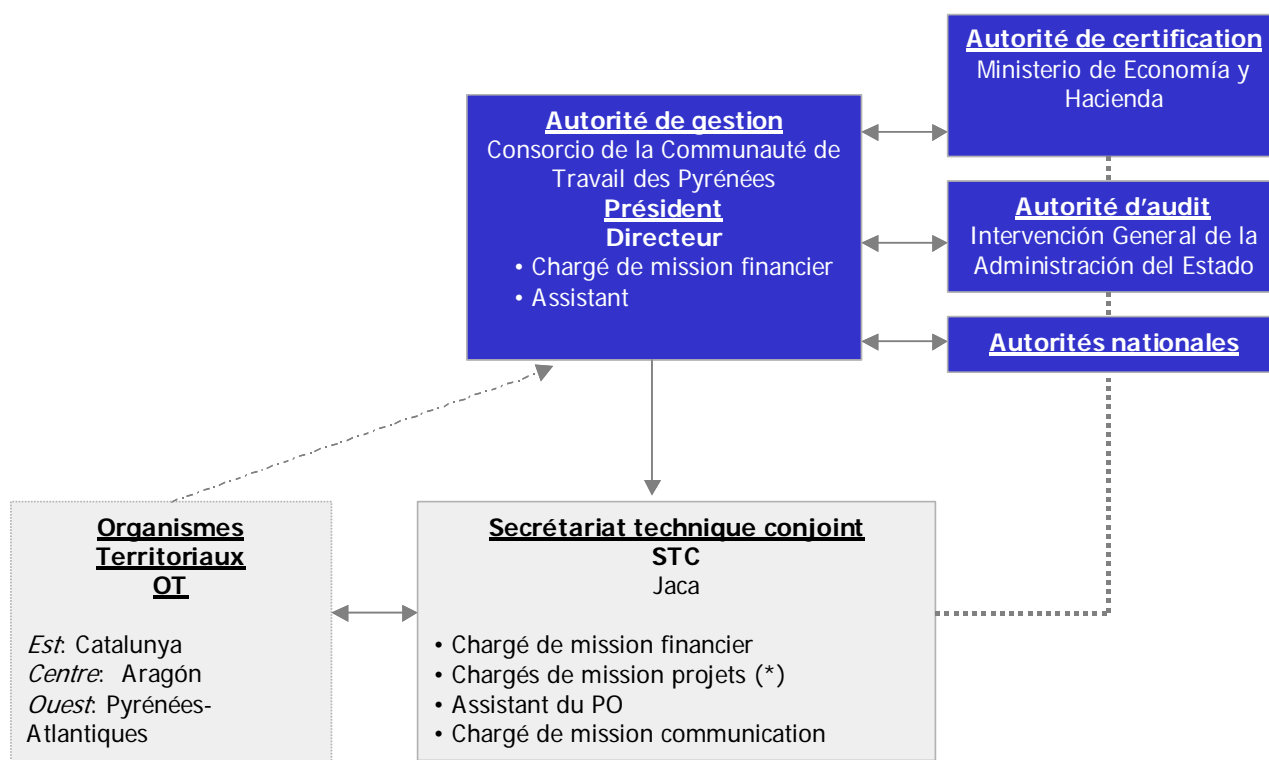 Autorité de certification
Ministerio de Economía y
Hacienda
Autorité de gestion
Consorcio de la Communauté de
Travail des Pyrénées
Président
Directeur
• Chargé de mission financier
• Assistant
Autorité d'audit
Intervención General de la
Administración del Estado
Autorités nationales
Organismes
Territoriaux
OT
Est: Catalunya
Centre: Aragón
Ouest: Pyrénées-
Atlantiques
Secrétariat technique conjoint
STC
Jaca
• Chargé de mission financier
• Chargés de mission projets (*)
• Assistant du PO
• Chargé de mission communication